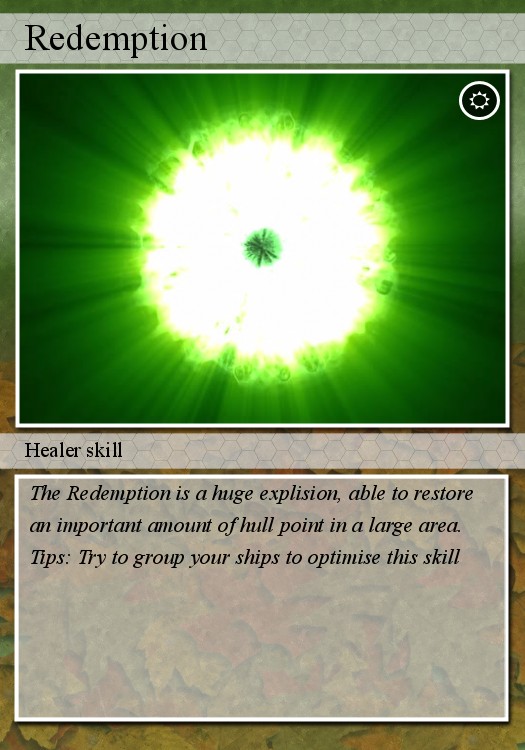 Redemption
Healer skill
The Redemption is a huge explision, able to restore
an important amount of hull point in a large area.
Tips: Try to group your ships to optimise this skill